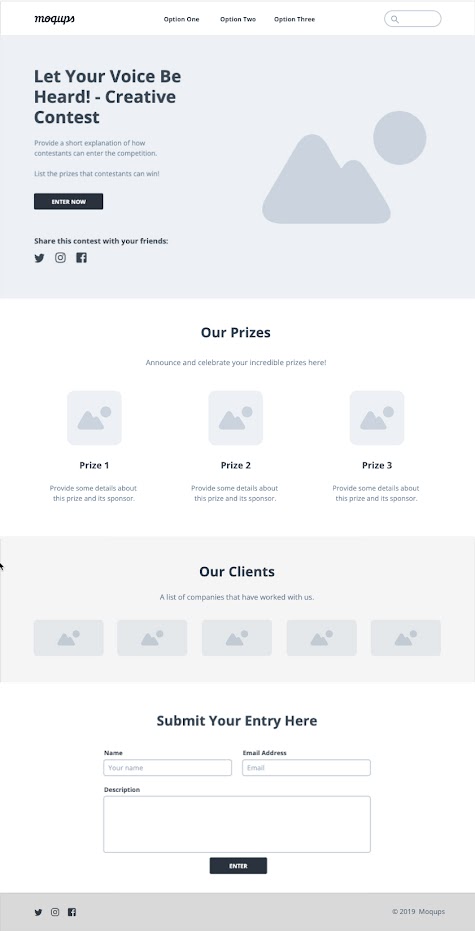 moqups
Option One
Option Two
Option Three
Let Your Voice Be
Heard! - Creative
Contest
Provide a short explanation of how
contestants can enter the competition.
List the prizes that contestants can win!
ENTER NOW
Share this contest with your friends:
Our Prizes
Announce and celebrate your incredible prizes here!
Prize 1
Prize 2
Prize 3
Provide some details about
this prize and its sponsor.
Provide some details about
this prize and its sponsor.
Provide some details about
this prize and its sponsor.
Our Clients
A list of companies that have worked with us.
Submit Your Entry Here
Name
Email Address
Your name
Email
Description
ENTER
© 2019 Moqups